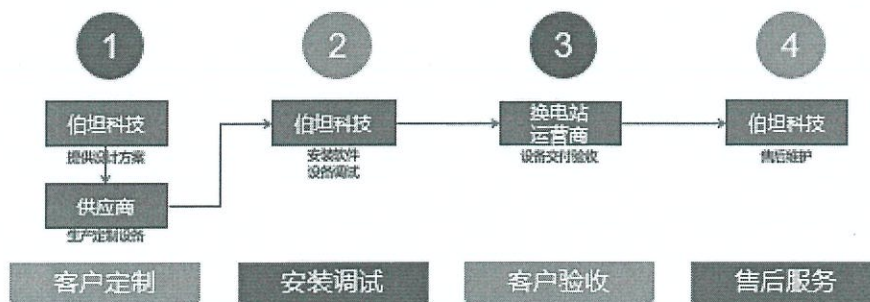 1
2
3
4
伯坦科技
提供设计方案
供应商
生产定制设备
伯坦科技
安装软件
设备调试
换电站
运营商
设备交付验收
伯坦科技
售后维护
客户定制
安装调试
客户验收
售后服务